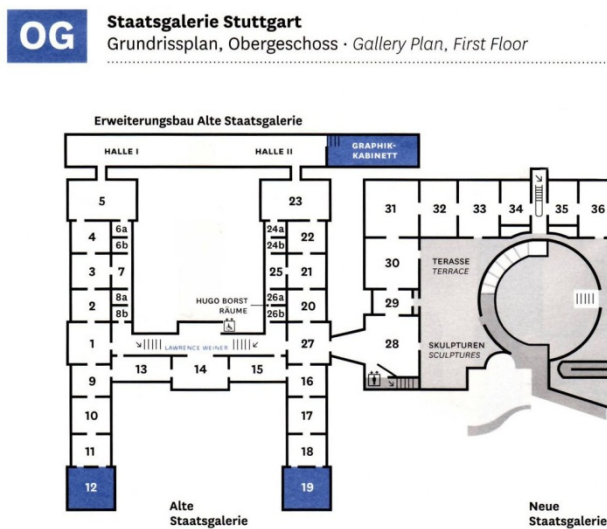 OG
Staatsgalerie Stuttgart
Grundrissplan, Obergeschoss · Gallery Plan, First Floor
Erweiterungsbau Alte Staatsgalerie
HALLE I
HALLE II
GRAPHIK-
KABINETT
5
23
31
32
33
34
35
36
4
6a
6b
24a
24b
22
3
7
25
21
30
TERASSE
TERRACE
2
8a
8b
HUGO BORST
RÄUME
26a
26b
20
29
1
LAWRENCE WEINER
27
28
SKULPTUREN
SCULPTURES
9
13
14
15
16
10
17
11
18
12
19
Alte
Staatsgalerie
Neue
Staatsgalerie